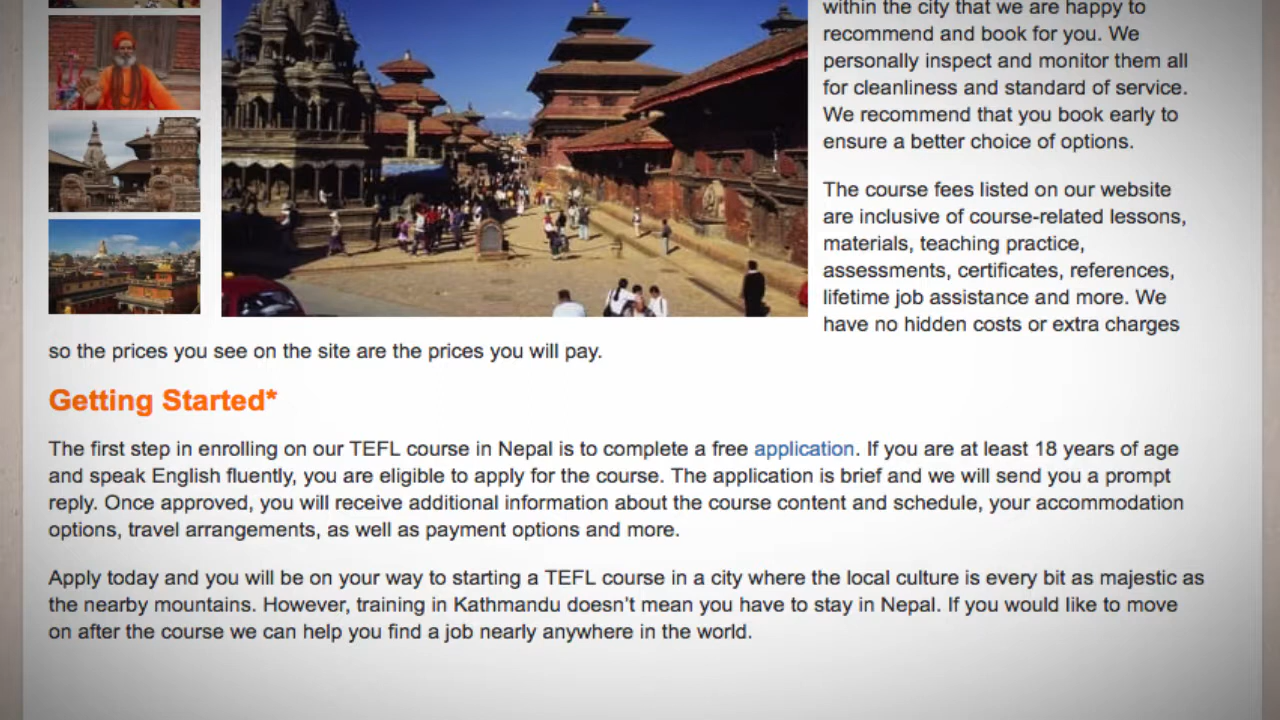 within the city that we are happy to
recommend and book for you. We
personally inspect and monitor them all
for cleanliness and standard of service.
We recommend that you book early to
ensure a better choice of options.
The course fees listed on our website
are inclusive of course-related lessons,
materials, teaching practice,
assessments, certificates, references,
lifetime job assistance and more. We
have no hidden costs or extra charges
so the prices you see on the site are the prices you will pay.
Getting Started*
The first step in enrolling on our TEFL course in Nepal is to complete a free application. If you are at least 18 years of age
and speak English fluently, you are eligible to apply for the course. The application is brief and we will send you a prompt
reply. Once approved, you will receive additional information about the course content and schedule, your accommodation
options, travel arrangements, as well as payment options and more.
Apply today and you will be on your way to starting a TEFL course in a city where the local culture is every bit as majestic as
the nearby mountains. However, training in Kathmandu doesn't mean you have to stay in Nepal. If you would like to move
on after the course we can help you find a job nearly anywhere in the world.